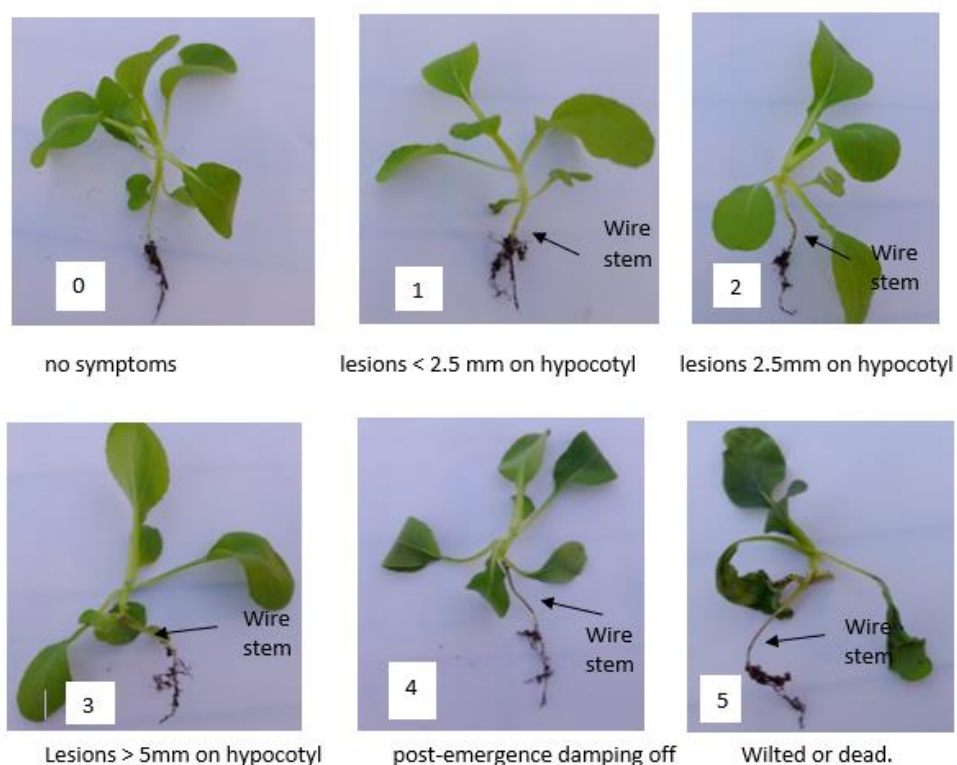 0
Wire
stem
1
Wire
stem
2
no symptoms
lesions < 2.5 mm on hypocotyl
lesions 2.5mm on hypocotyl
Wire
stem
3
Wire
stem
4
Wire
stem
5
Lesions > 5mm on hypocotyl
post-emergence damping off
Wilted or dead.